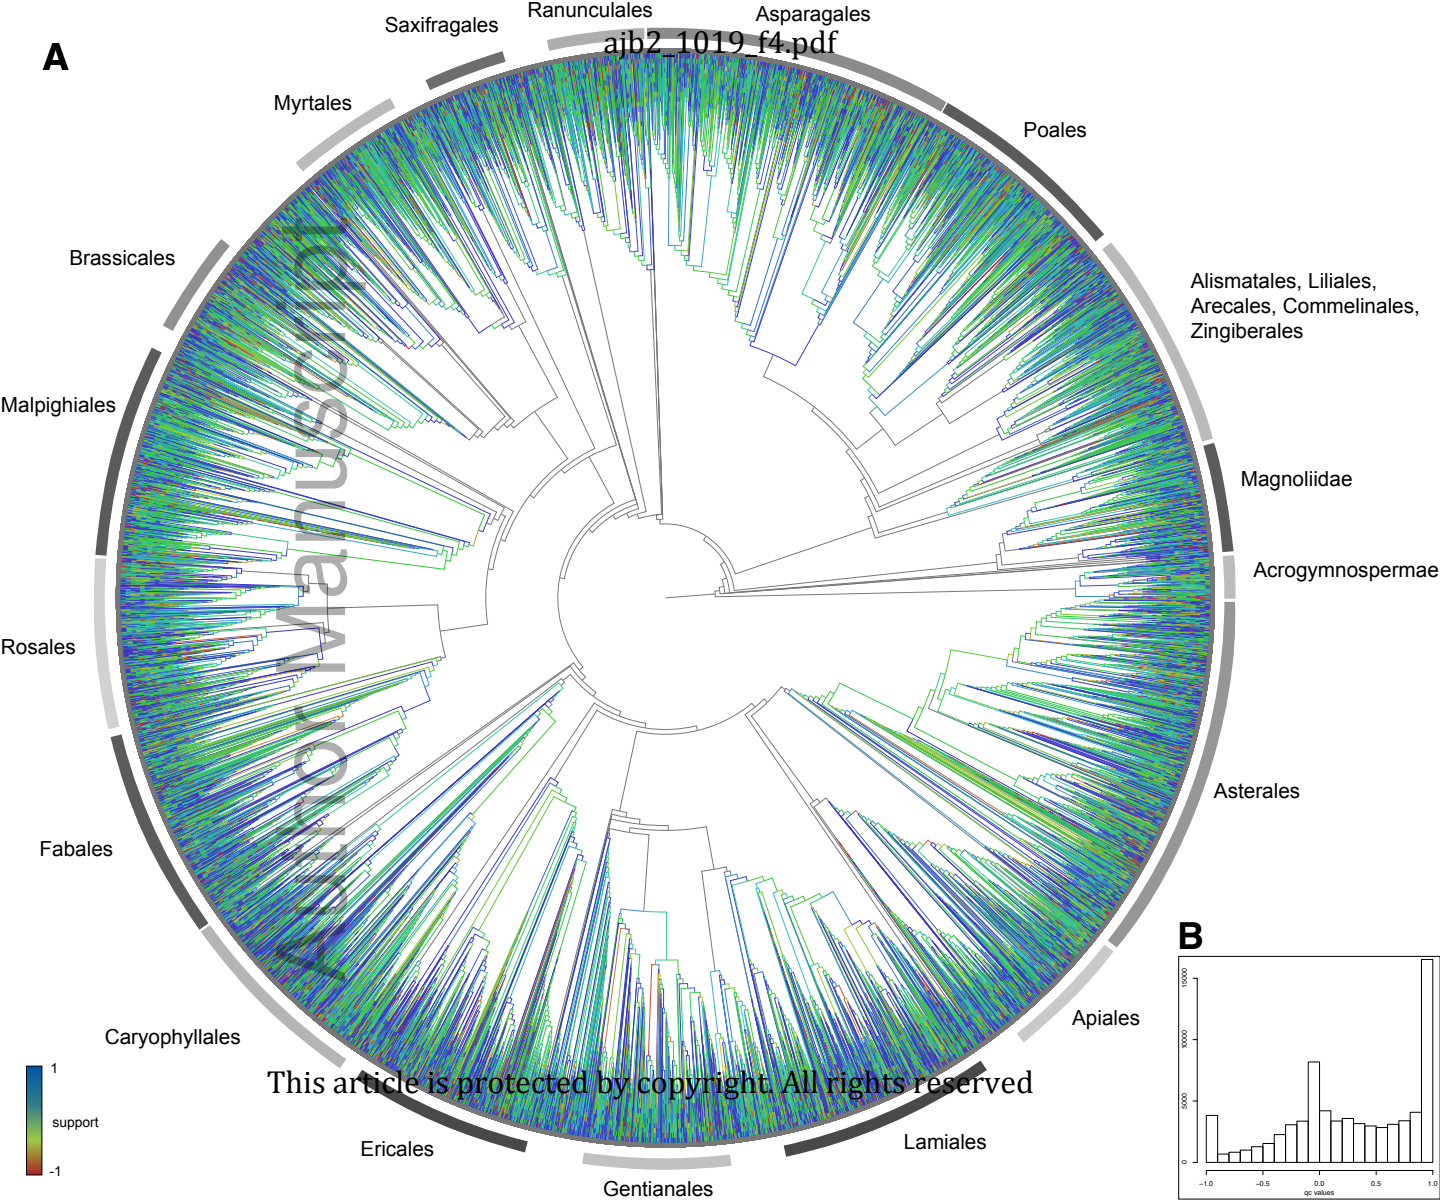 Ranunculales
Asparagales
Saxifragales
ajb2_1019_f4.pdf
A
Myrtales
Poales
Brassicales
Alismatales, Liliales,
Arecales, Commelinales,
Zingiberales
Malpighiales
Magnoliidae
Acrogymnospermae
Author Manuscript
Rosales
Asterales
Fabales
Apiales
Caryophyllales
This article is protected by copyright. All rights reserved
Ericales
Lamiales
Gentianales
1
support
-1
B
15000
10000
5000
0
-1.0 -0.5 0.0 0.5 1.0
qc values